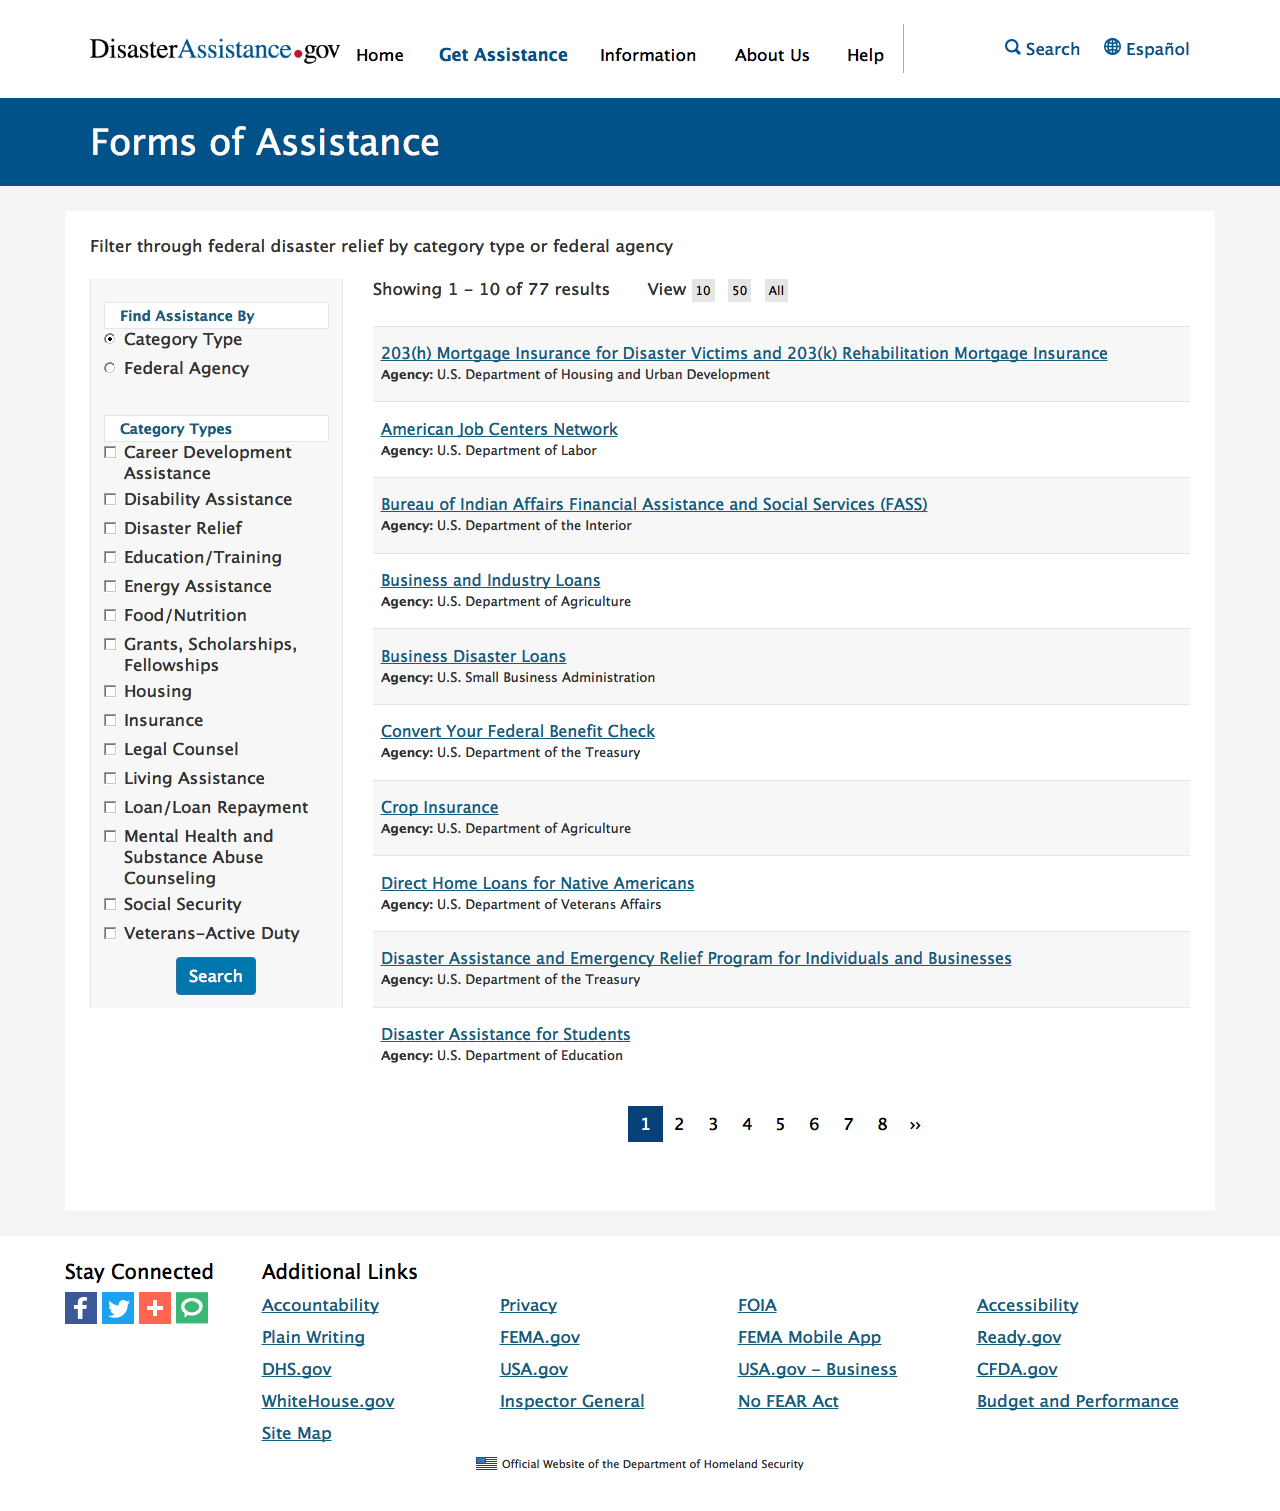 DisasterAssistance.gov
Home Get Assistance Information About Us Help
Search Español
Forms of Assistance
Filter through federal disaster relief by category type or federal agency
Find Assistance By
Category Type
Federal Agency
Category Types
Career Development
Assistance
Disability Assistance
Disaster Relief
Education/Training
Energy Assistance
Food/Nutrition
Grants, Scholarships,
Fellowships
Housing
Insurance
Legal Counsel
Living Assistance
Loan/Loan Repayment
Mental Health and
Substance Abuse
Counseling
Social Security
Veterans-Active Duty
Search
Showing 1 - 10 of 77 results View 10 50 All
203(h) Mortgage Insurance for Disaster Victims and 203(k) Rehabilitation Mortgage Insurance
Agency: U.S. Department of Housing and Urban Development
American Job Centers Network
Agency: U.S. Department of Labor
Bureau of Indian Affairs Financial Assistance and Social Services (FASS)
Agency: U.S. Department of the Interior
Business and Industry Loans
Agency: U.S. Department of Agriculture
Business Disaster Loans
Agency: U.S. Small Business Administration
Convert Your Federal Benefit Check
Agency: U.S. Department of the Treasury
Crop Insurance
Agency: U.S. Department of Agriculture
Direct Home Loans for Native Americans
Agency: U.S. Department of Veterans Affairs
Disaster Assistance and Emergency Relief Program for Individuals and Businesses
Agency: U.S. Department of the Treasury
Disaster Assistance for Students
Agency: U.S. Department of Education
1 2 3 4 5 6 7 8 ››
Stay Connected
Additional Links
Accountability Privacy FOIA Accessibility
Plain Writing FEMA.gov FEMA Mobile App Ready.gov
DHS.gov USA.gov USA.gov - Business CFDA.gov
WhiteHouse.gov Inspector General No FEAR Act Budget and Performance
Site Map
Official Website of the Department of Homeland Security